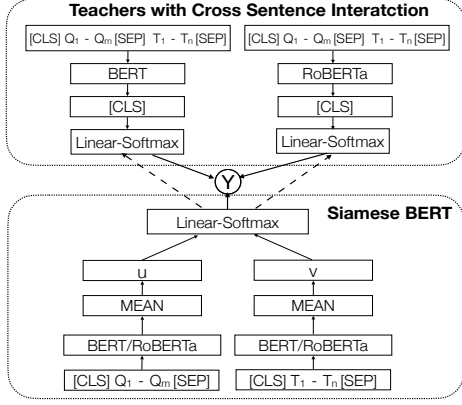 Teachers with Cross Sentence Interatction
[CLS] Q1 - Qm [SEP] T1 - Tn [SEP]
[CLS] Q1 - Qm [SEP] T1 - Tn [SEP]
BERT
RoBERTa
[CLS]
[CLS]
Linear-Softmax
Linear-Softmax
Y
Siamese BERT
Linear-Softmax
u
v
MEAN
MEAN
BERT/RoBERTa
BERT/RoBERTa
[CLS] Q1 - Qm [SEP]
[CLS] T1 - Tn [SEP]